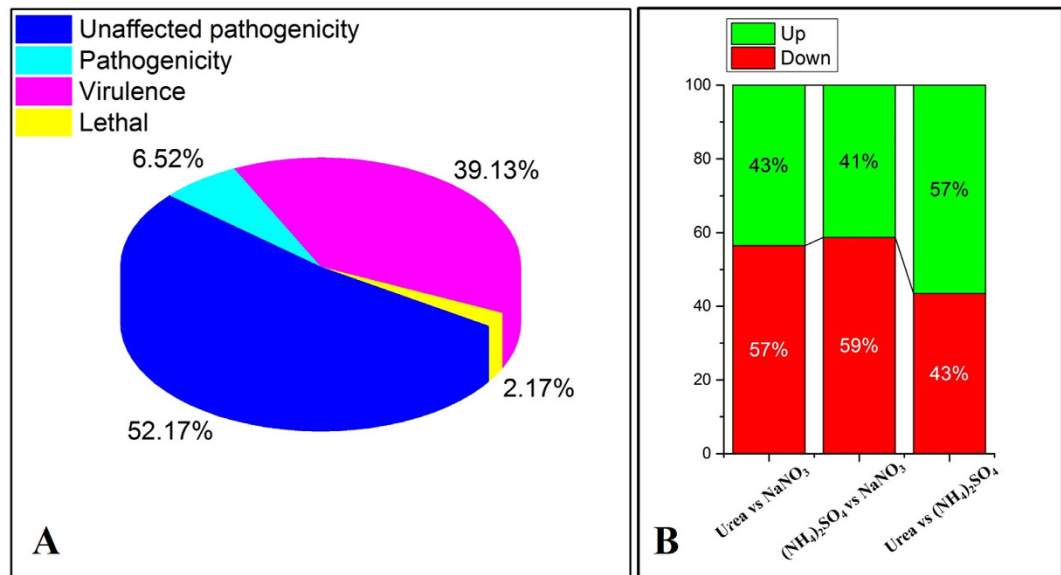 Unaffected pathogenicity
Pathogenicity
Virulence
Lethal
6.52%
39.13%
2.17%
52.17%
A
B
Up
Down
100
80
60
40
20
0
43%
41%
57%
57%
59%
43%
Urea vs NaNO₃
(NH₄)₂SO₄ vs NaNO₃
Urea vs (NH₄)₂SO₄